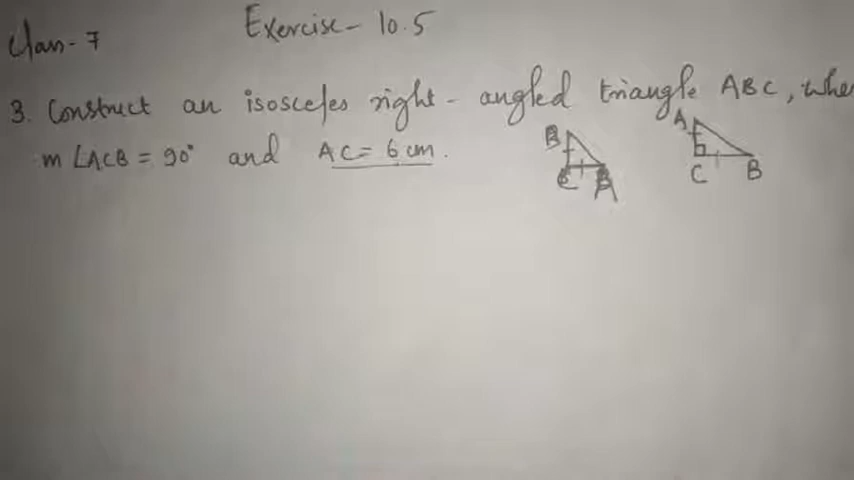 Class-7
Exercise- 10.5
3. Construct an isosceles right-angled triangle ABC, whe
m∠ACB = 90° and AC = 6 cm.
B
A
C
A
C
B